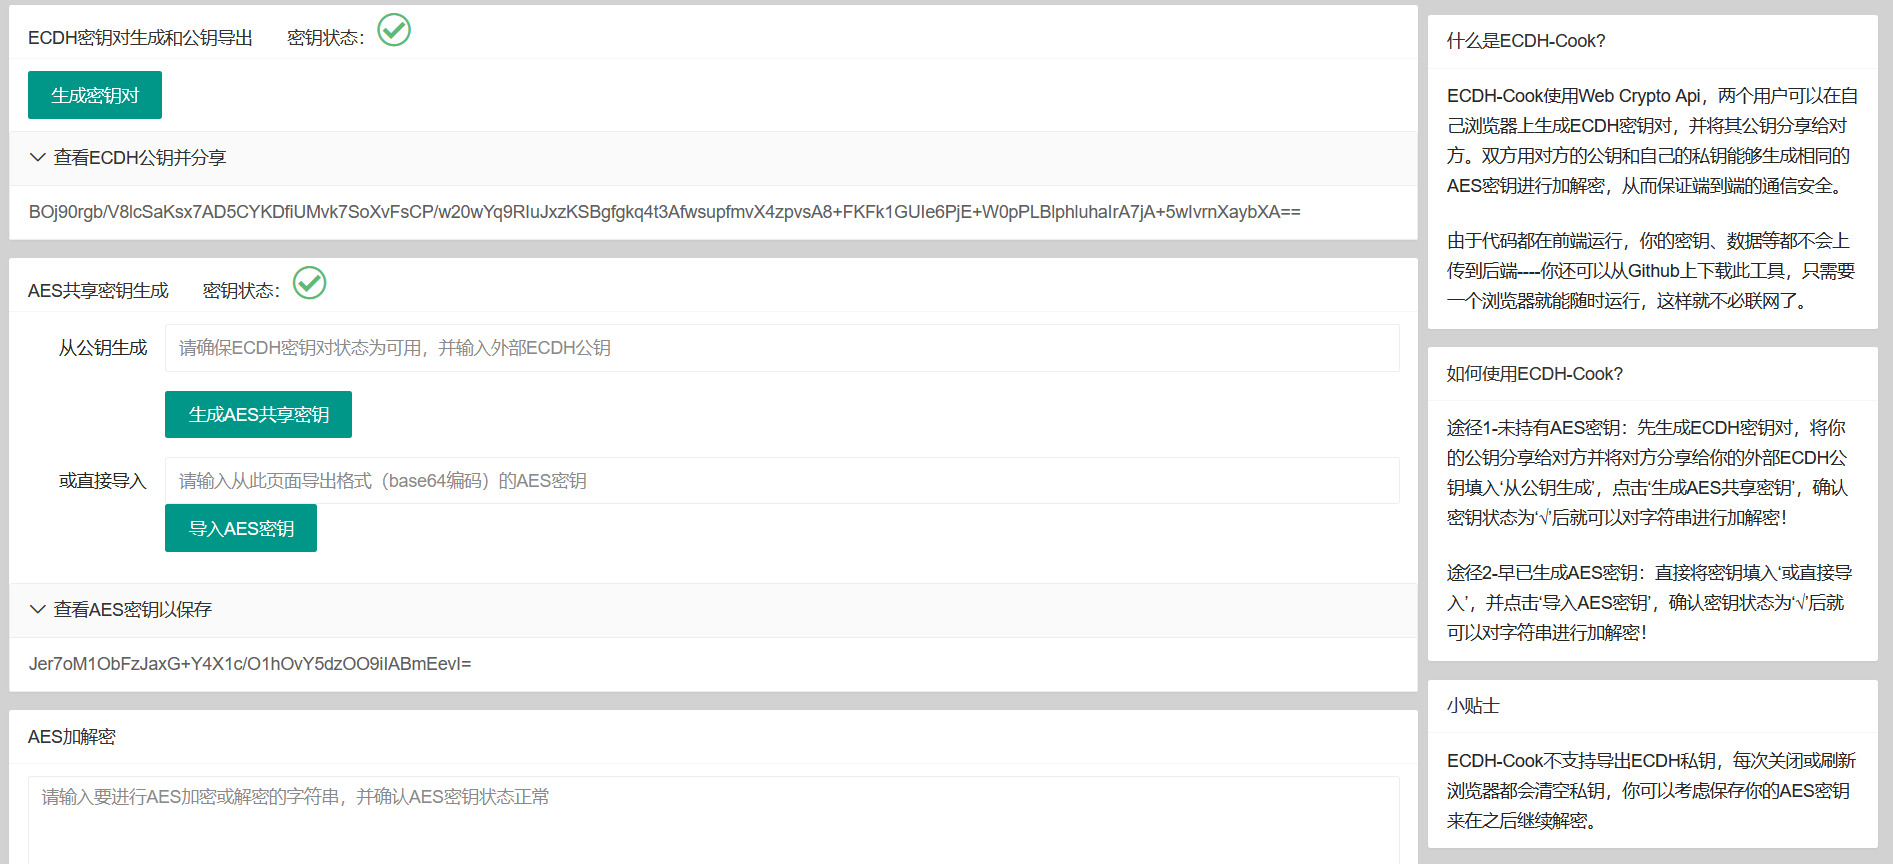 ECDH密钥对生成和公钥导出 密钥状态：
生成密钥对
查看ECDH公钥并分享
BOj90rgb/V8lcSaKsx7AD5CYKDfiUMvk7SoXvFsCP/w20wYq9RIuJxzKSBgfgkq4t3AfwsupfmvX4zpvsA8+FKFk1GUIe6PjE+W0pPLBlphluhaIrA7jA+5wIvrnXaybXA==
AES共享密钥生成 密钥状态：
从公钥生成 请确保ECDH密钥对状态为可用，并输入外部ECDH公钥
生成AES共享密钥
或直接导入 请输入从此页面导出格式（base64编码）的AES密钥
导入AES密钥
查看AES密钥以保存
Jer7oM1ObFzJaxG+Y4X1c/O1hOvY5dzOO9iIABmEevI=
AES加解密
请输入要进行AES加密或解密的字符串，并确认AES密钥状态正常
什么是ECDH-Cook?
ECDH-Cook使用Web Crypto Api，两个用户可以在自
己浏览器上生成ECDH密钥对，并将其公钥分享给对
方。双方用对方的公钥和自己的私钥能够生成相同的
AES密钥进行加解密，从而保证端到端的通信安全。
由于代码都在前端运行，你的密钥、数据等都不会上
传到后端----你还可以从Github上下载此工具，只需要
一个浏览器就能随时运行，这样就不必联网了。
如何使用ECDH-Cook?
途径1-未持有AES密钥：先生成ECDH密钥对，将你
的公钥分享给对方并将对方分享给你的外部ECDH公
钥填入‘从公钥生成’，点击‘生成AES共享密钥’，确认
密钥状态为‘√’后就可以对字符串进行加解密！
途径2-早已生成AES密钥：直接将密钥填入‘或直接导
入’，并点击‘导入AES密钥’，确认密钥状态为‘√’后就
可以对字符串进行加解密！
小贴士
ECDH-Cook不支持导出ECDH私钥，每次关闭或刷新
浏览器都会清空私钥，你可以考虑保存你的AES密钥
来在之后继续解密。